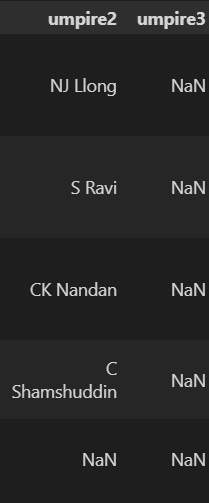 umpire2 umpire3
NJ Llong NaN
S Ravi NaN
CK Nandan NaN
C
Shamshuddin NaN
NaN NaN